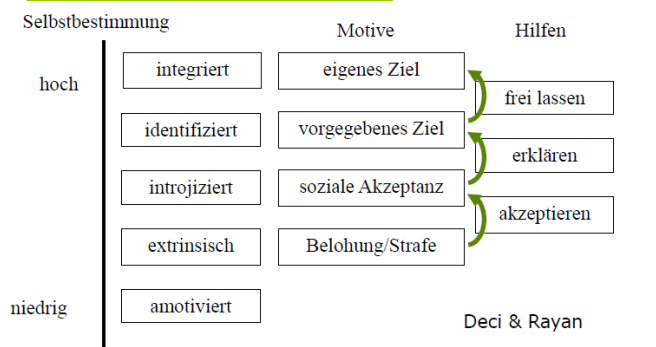 Selbstbestimmung
Motive
Hilfen
hoch
integriert
eigenes Ziel
frei lassen
identifiziert
vorgegebenes Ziel
erklären
introjiziert
soziale Akzeptanz
akzeptieren
extrinsisch
Belohung/Strafe
niedrig
amotiviert
Deci & Rayan